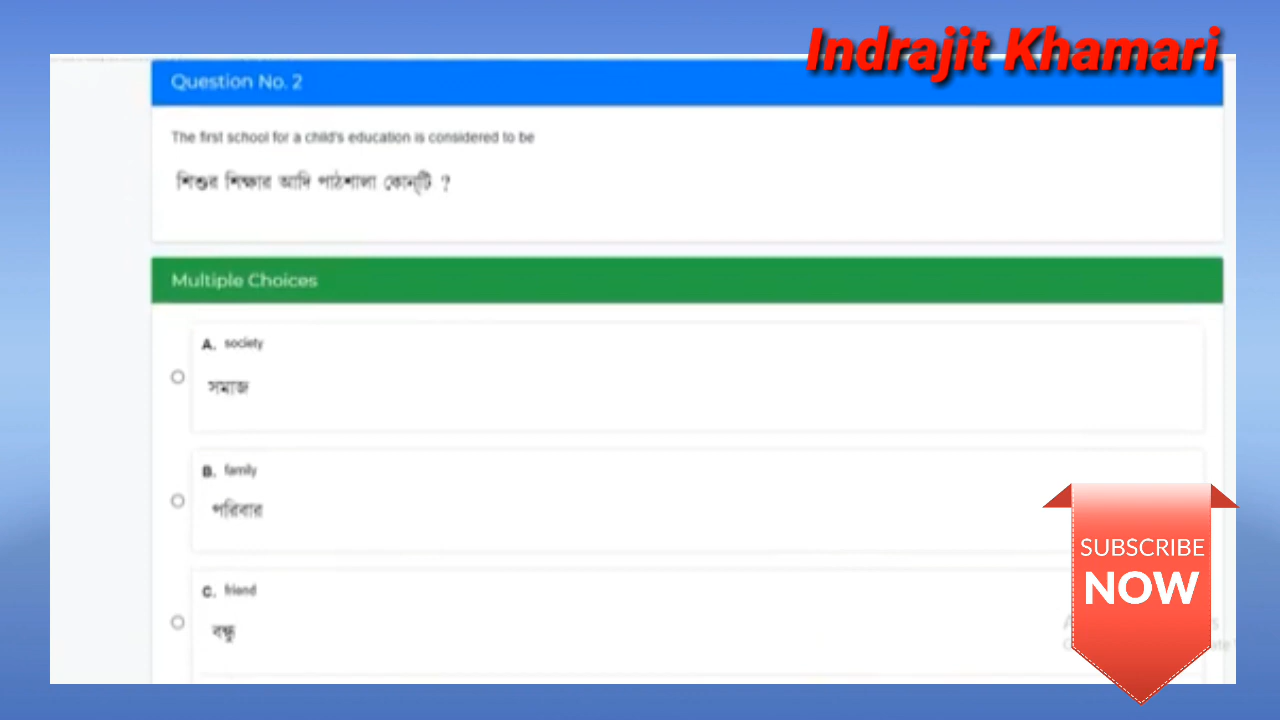 Indrajit Khamari
Question No. 2
The first school for a child's education is considered to be
শিশুর শিক্ষার আদি পাঠশালা কোন্‌টি ?
Multiple Choices
A. society
সমাজ
B. family
পরিবার
C. friend
বন্ধু
SUBSCRIBE
NOW